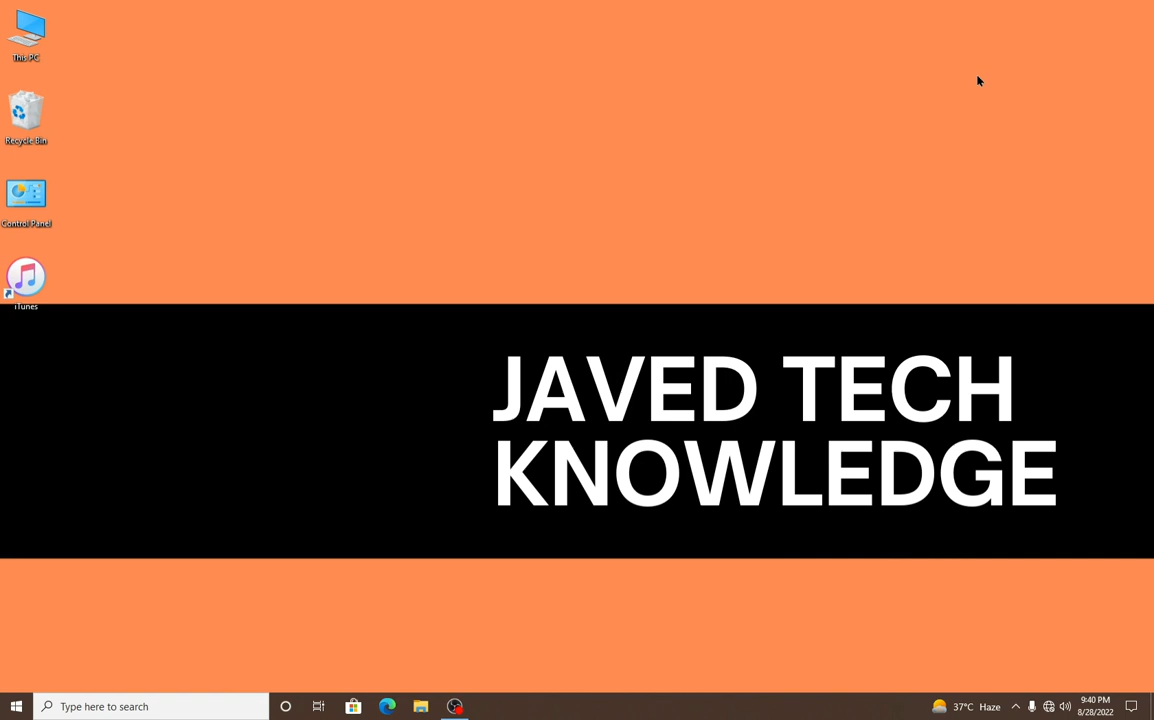 This PC
Recycle Bin
Control Panel
iTunes
JAVED TECH
KNOWLEDGE
Type here to search
37°C Haze
9:40 PM
8/28/2022